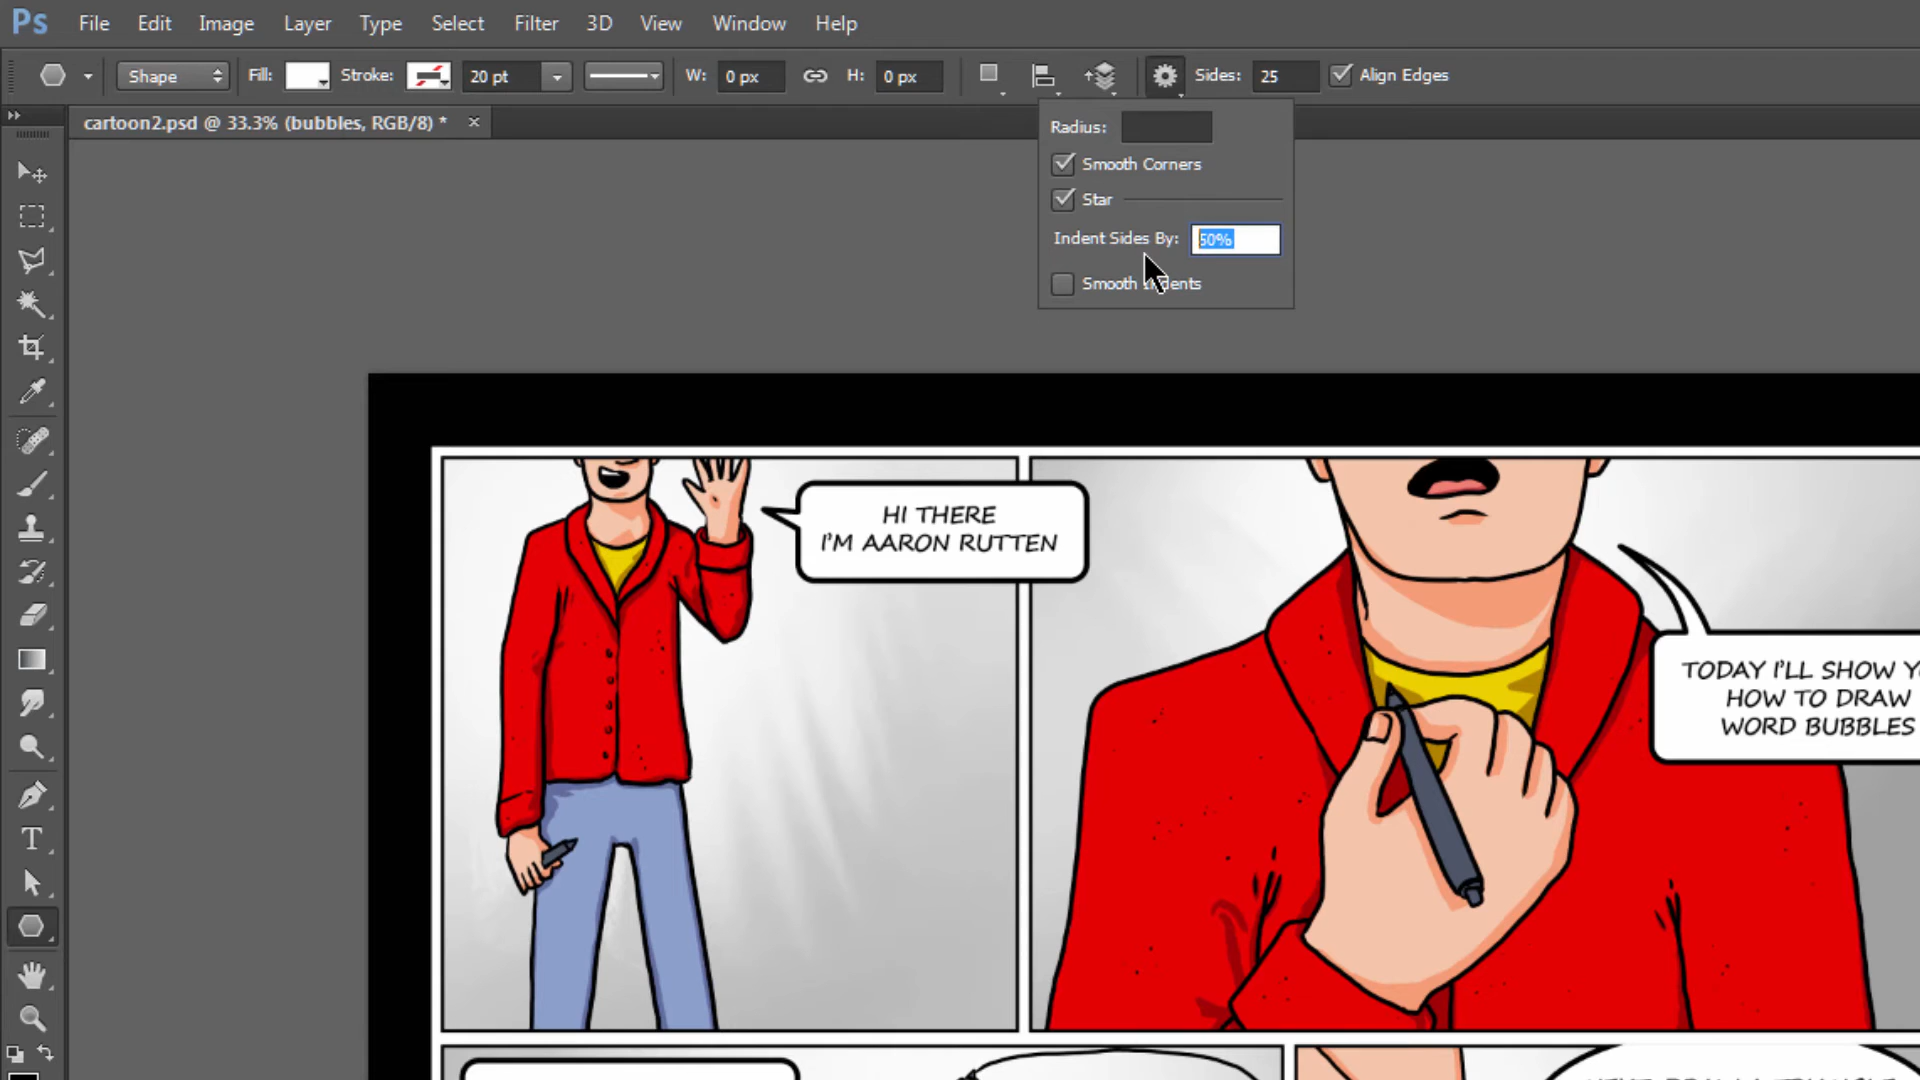 Ps File Edit Image Layer Type Select Filter 3D View Window Help
Shape Fill: Stroke: 20 pt W: 0 px H: 0 px Sides: 25 Align Edges
cartoon2.psd @ 33.3% (bubbles, RGB/8) * ×
Radius:
Smooth Corners
Star
Indent Sides By: 50%
Smooth Indents
HI THERE
I'M AARON RUTTEN
TODAY I'LL SHOW
HOW TO DRAW
WORD BUBBLES
T